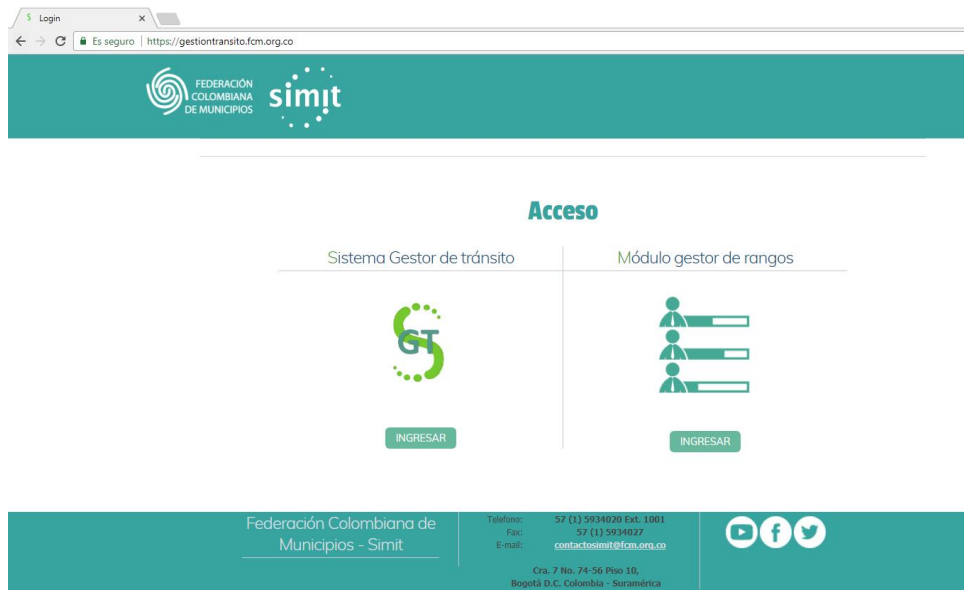 Login
Es seguro | https://gestiontransito.fcm.org.co
FEDERACIÓN
COLOMBIANA
DE MUNICIPIOS
simit
Acceso
Sistema Gestor de tránsito
Módulo gestor de rangos
GT
INGRESAR
INGRESAR
Federación Colombiana de
Municipios - Simit
Telefono: 57 (1) 5934020 Ext. 1001
Fax: 57 (1) 5934027
E-mail: contactosimit@fcm.org.co
Cra. 7 No. 74-56 Piso 10,
Bogotá D.C. Colombia - Suramérica